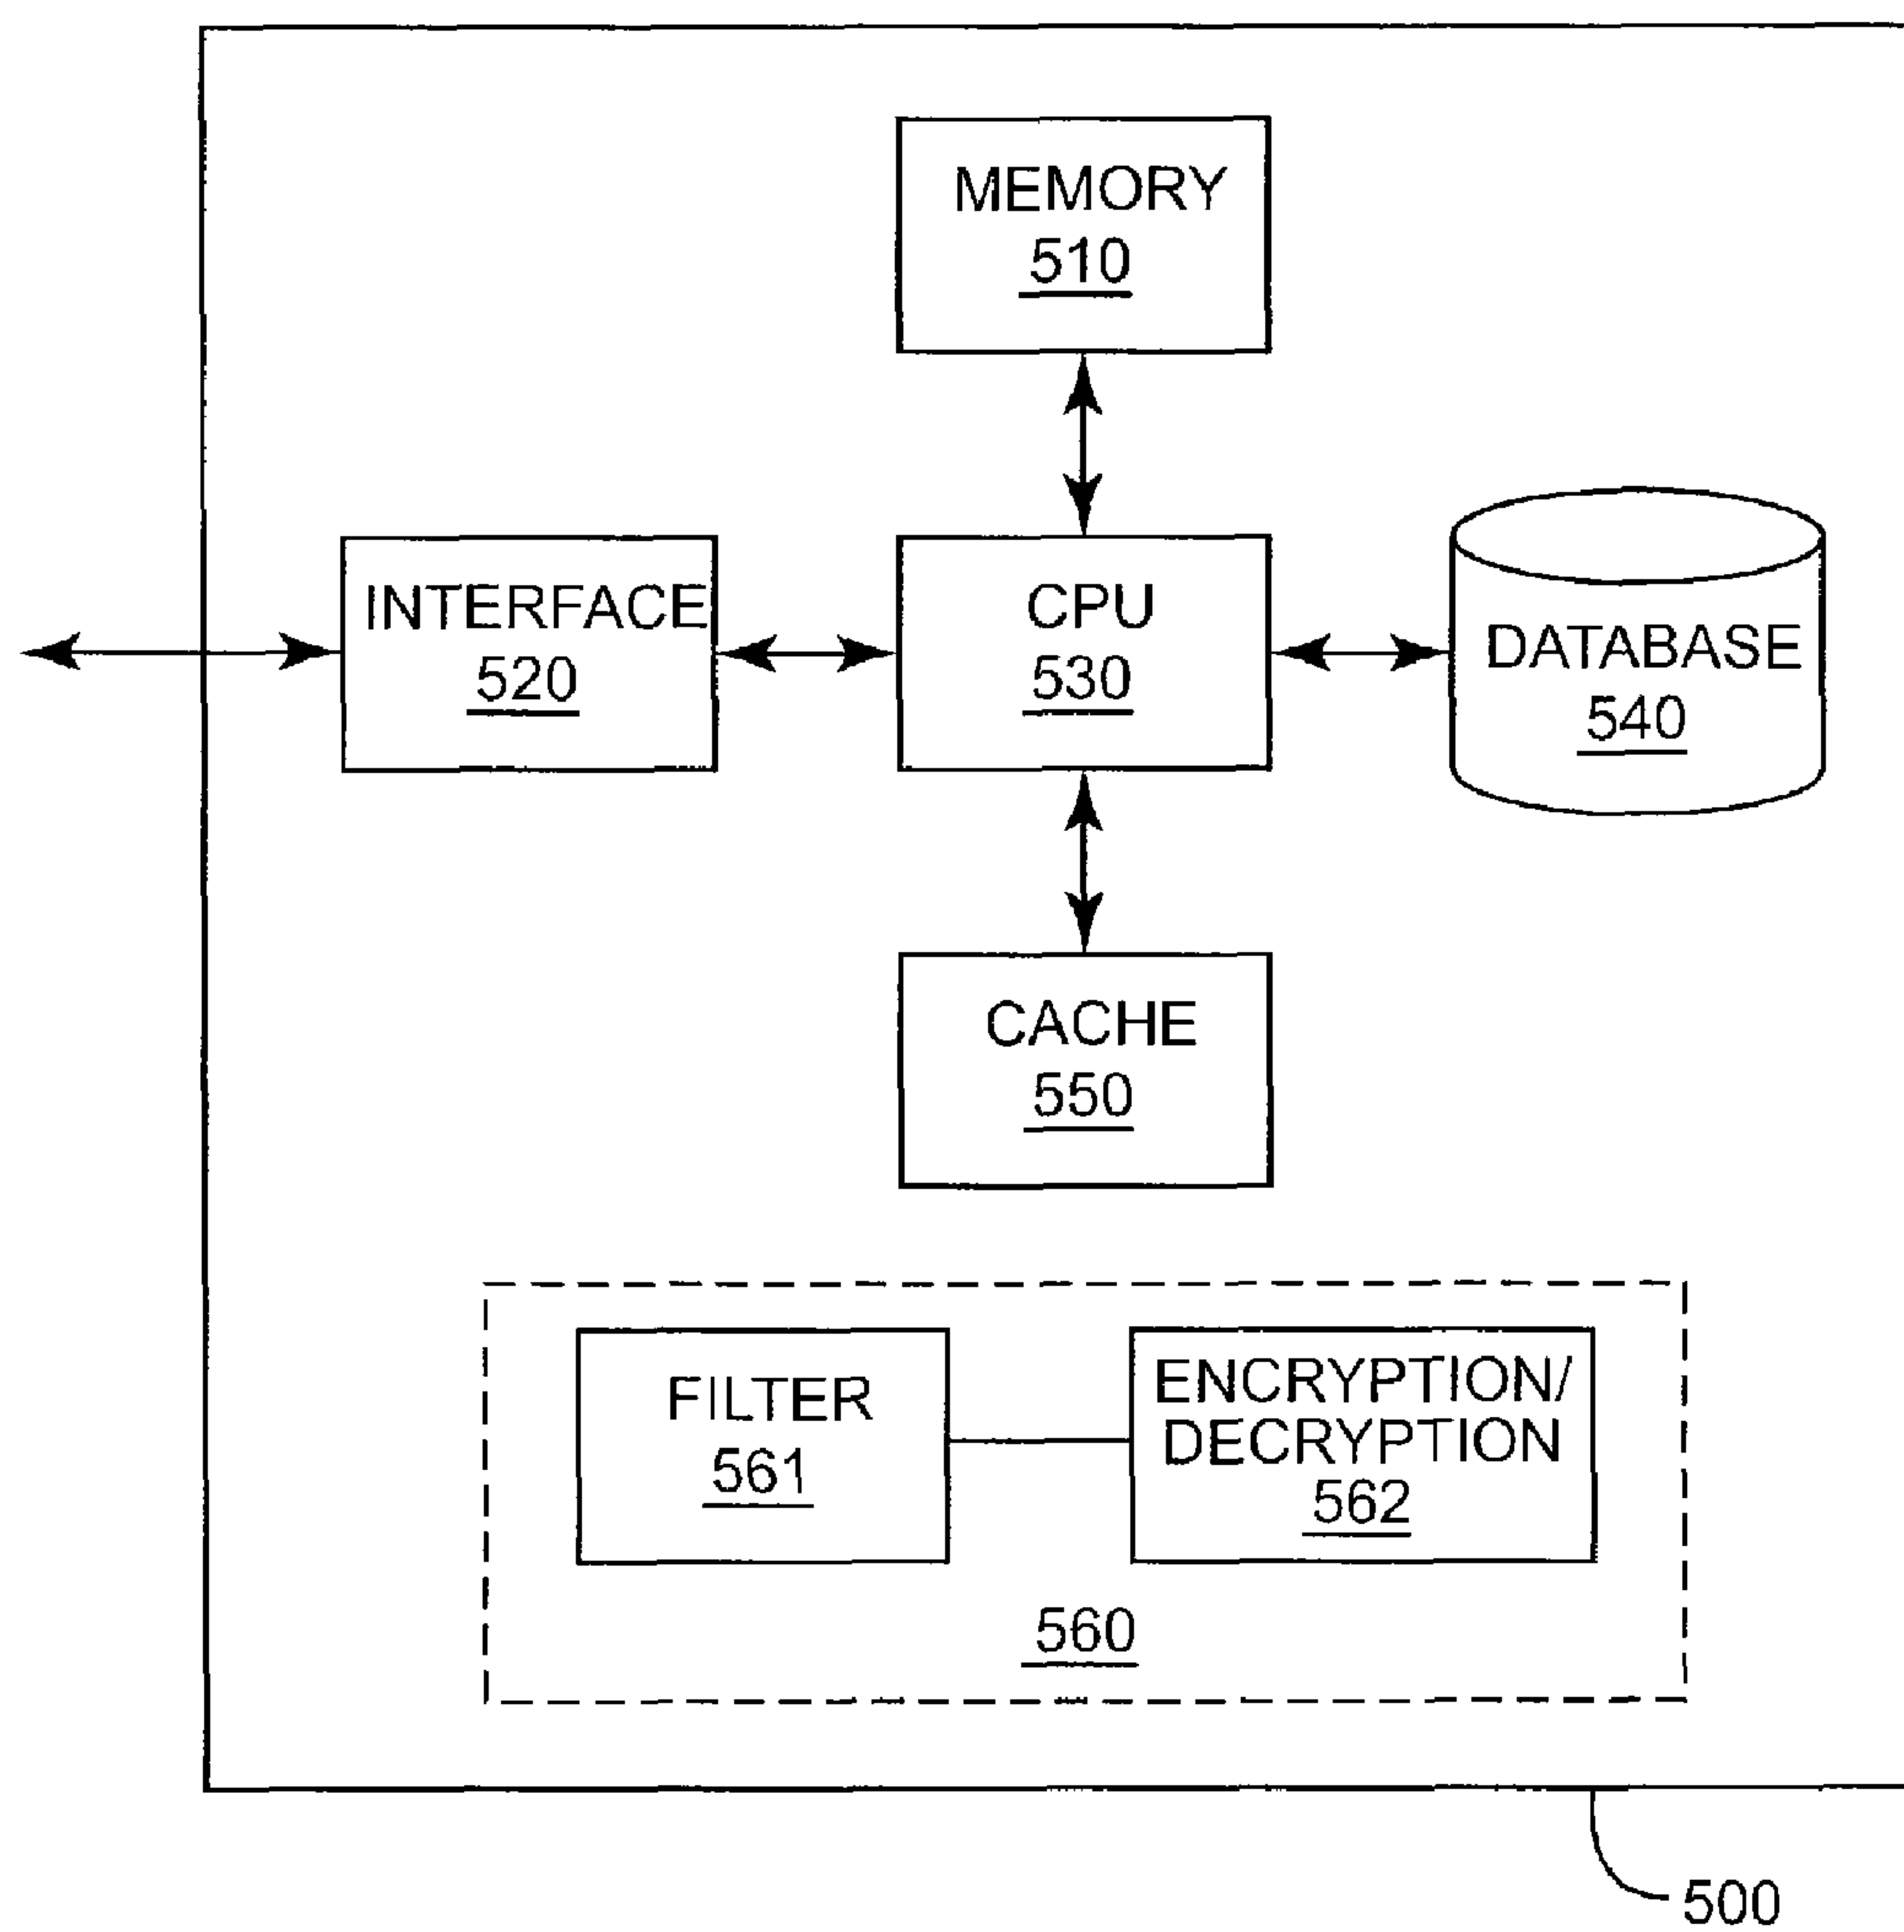 MEMORY
510
INTERFACE
520
CPU
530
DATABASE
540
CACHE
550
FILTER
561
ENCRYPTION/
DECRYPTION
562
560
500